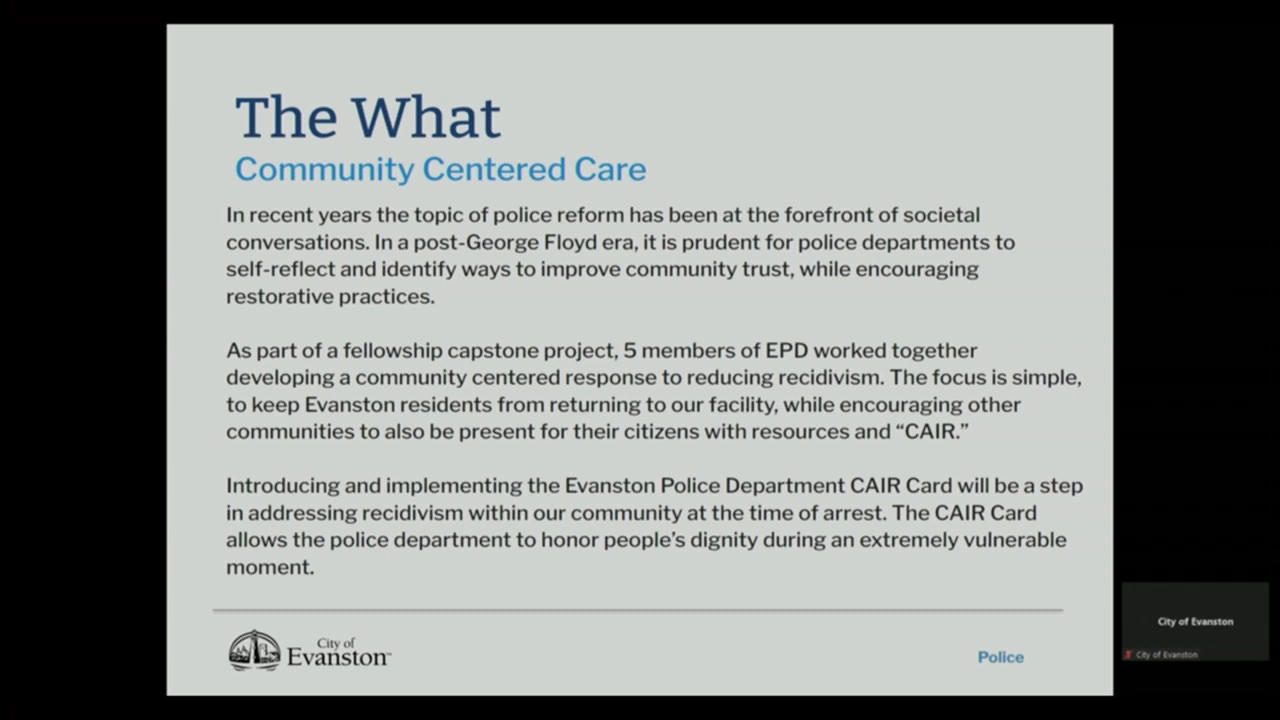 The What
Community Centered Care
In recent years the topic of police reform has been at the forefront of societal
conversations. In a post-George Floyd era, it is prudent for police departments to
self-reflect and identify ways to improve community trust, while encouraging
restorative practices.
As part of a fellowship capstone project, 5 members of EPD worked together
developing a community centered response to reducing recidivism. The focus is simple,
to keep Evanston residents from returning to our facility, while encouraging other
communities to also be present for their citizens with resources and “CAIR.”
Introducing and implementing the Evanston Police Department CAIR Card will be a step
in addressing recidivism within our community at the time of arrest. The CAIR Card
allows the police department to honor people’s dignity during an extremely vulnerable
moment.
City of
Evanston™
Police
City of Evanston
City of Evanston